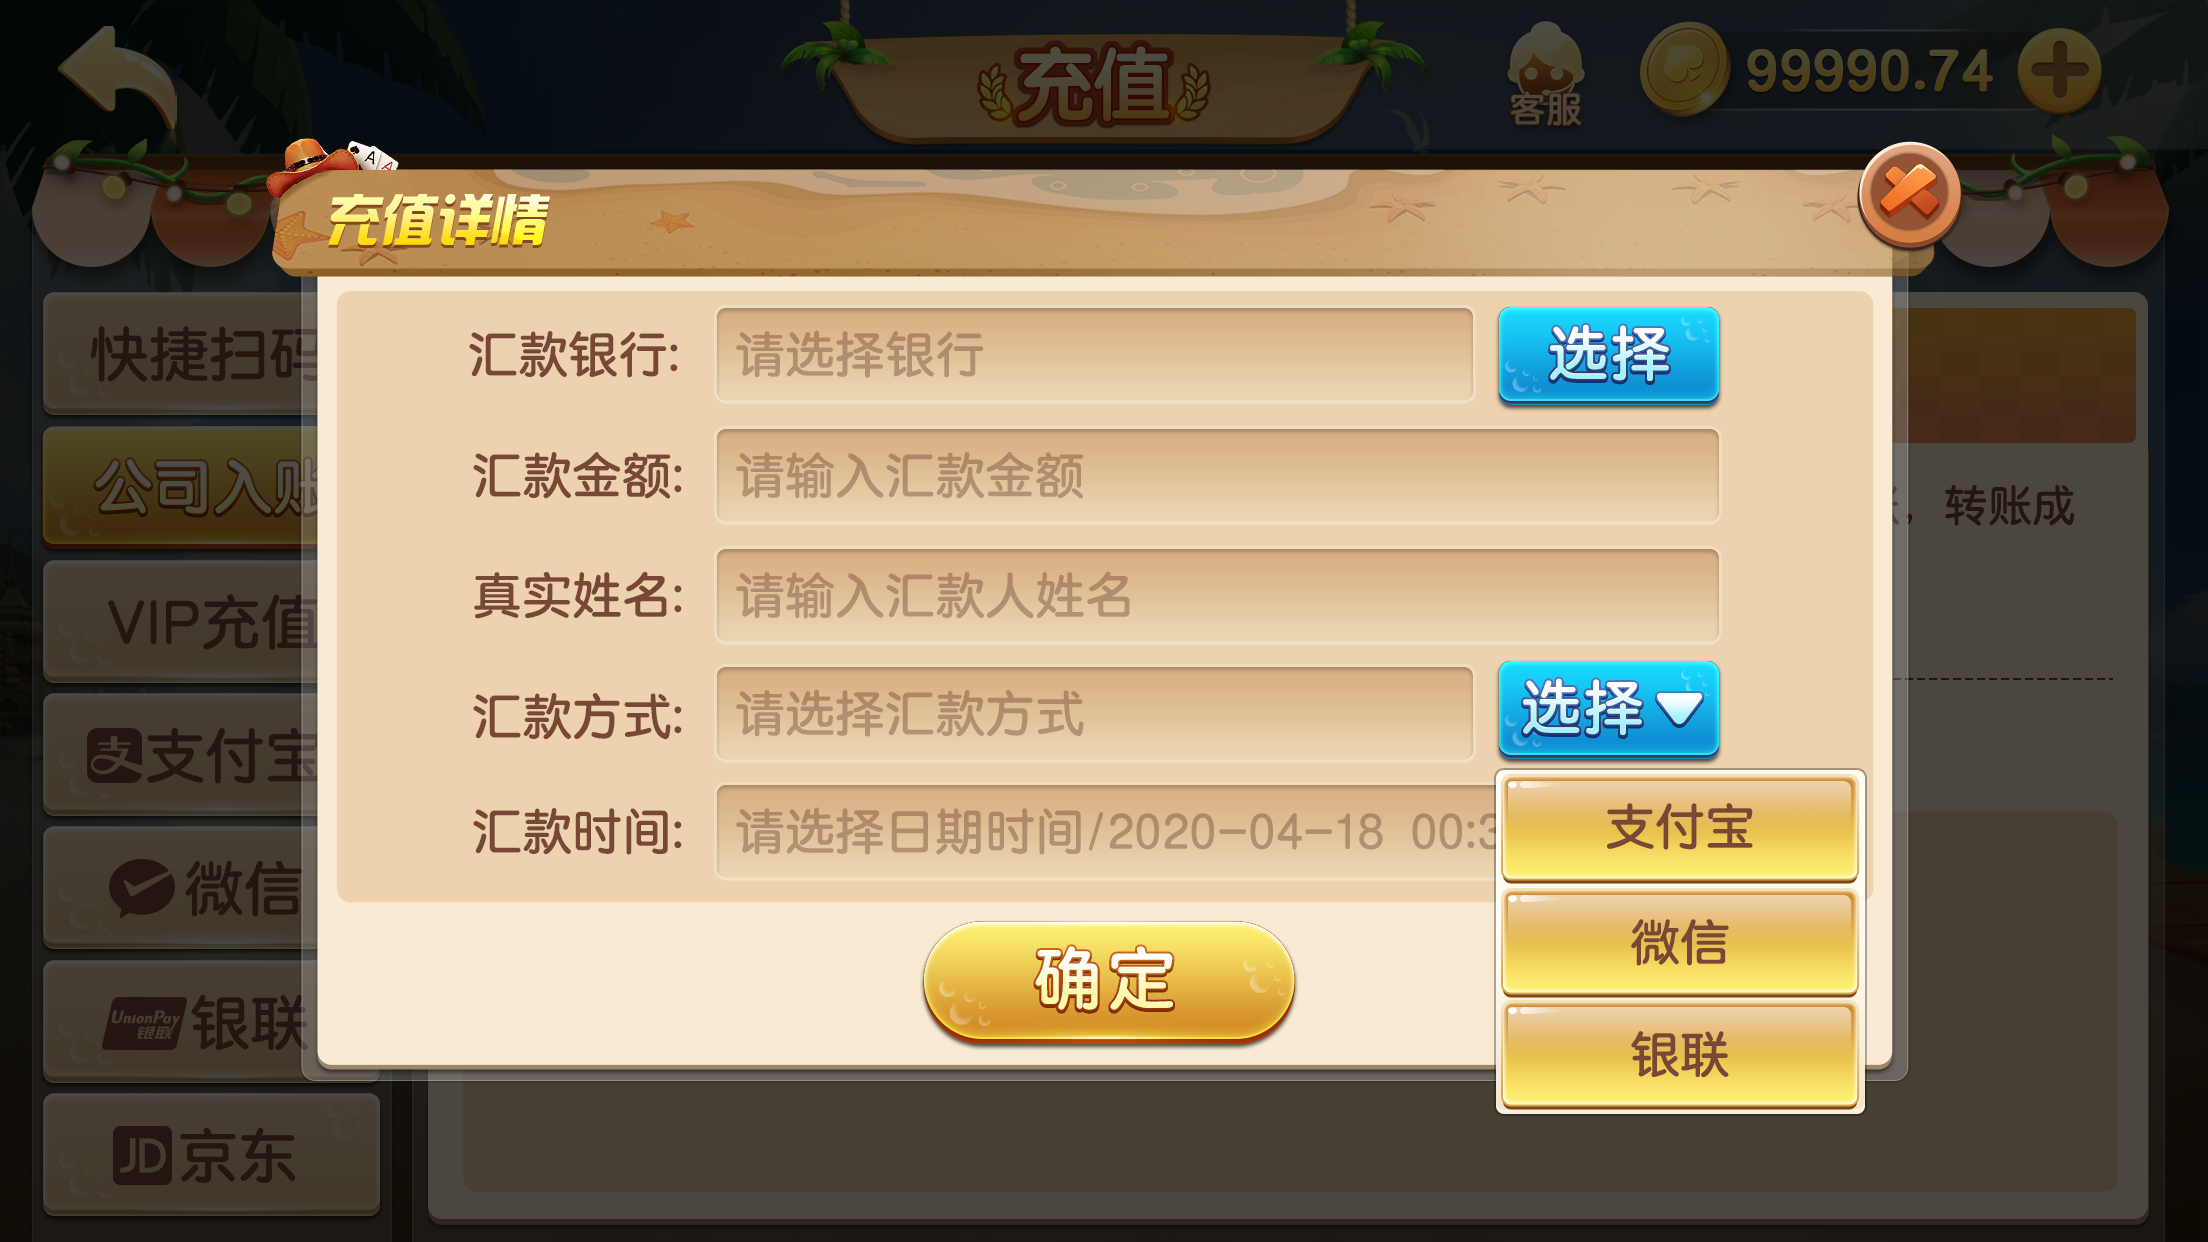 充值
客服
99990.74
充值详情
快捷扫码
公司入账
VIP充值
支付宝
微信
UnionPay
银联
银联
JD京东
汇款银行:
请选择银行
选择
汇款金额:
请输入汇款金额
真实姓名:
请输入汇款人姓名
汇款方式:
请选择汇款方式
选择
汇款时间:
请选择日期时间/2020-04-18 00:3
支付宝
微信
银联
确定
，转账成